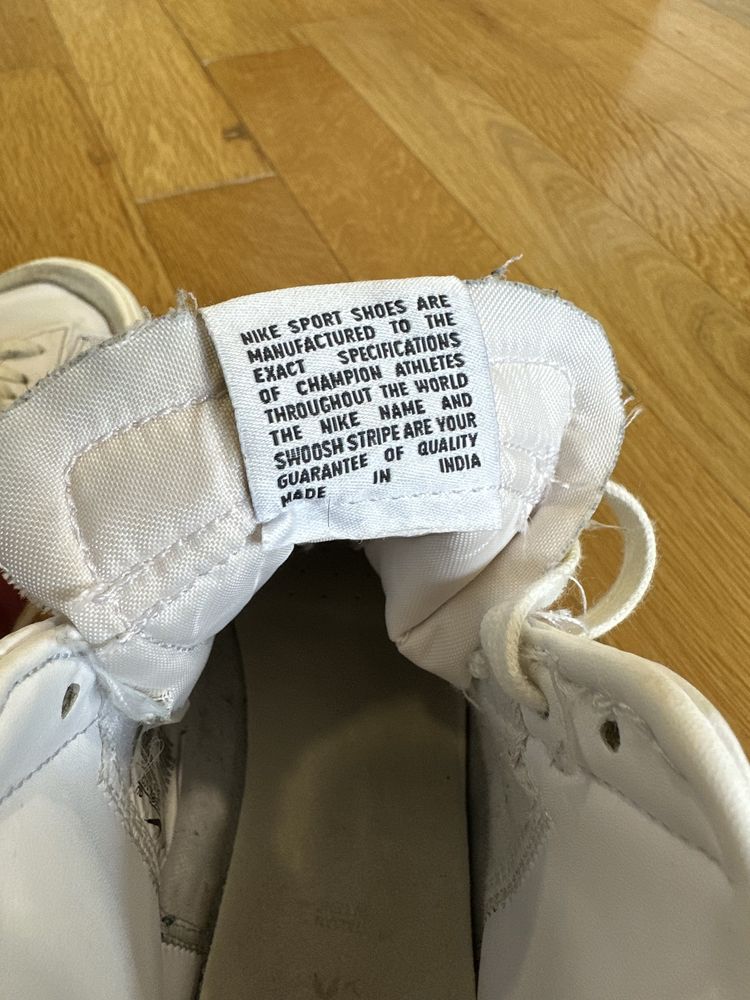 NIKE SPORT SHOES ARE
MANUFACTURED TO THE
EXACT SPECIFICATIONS
OF CHAMPION ATHLETES
THROUGHOUT THE WORLD
THE NIKE NAME AND
SWOOSH STRIPE ARE YOUR
GUARANTEE OF QUALITY
MADE IN INDIA